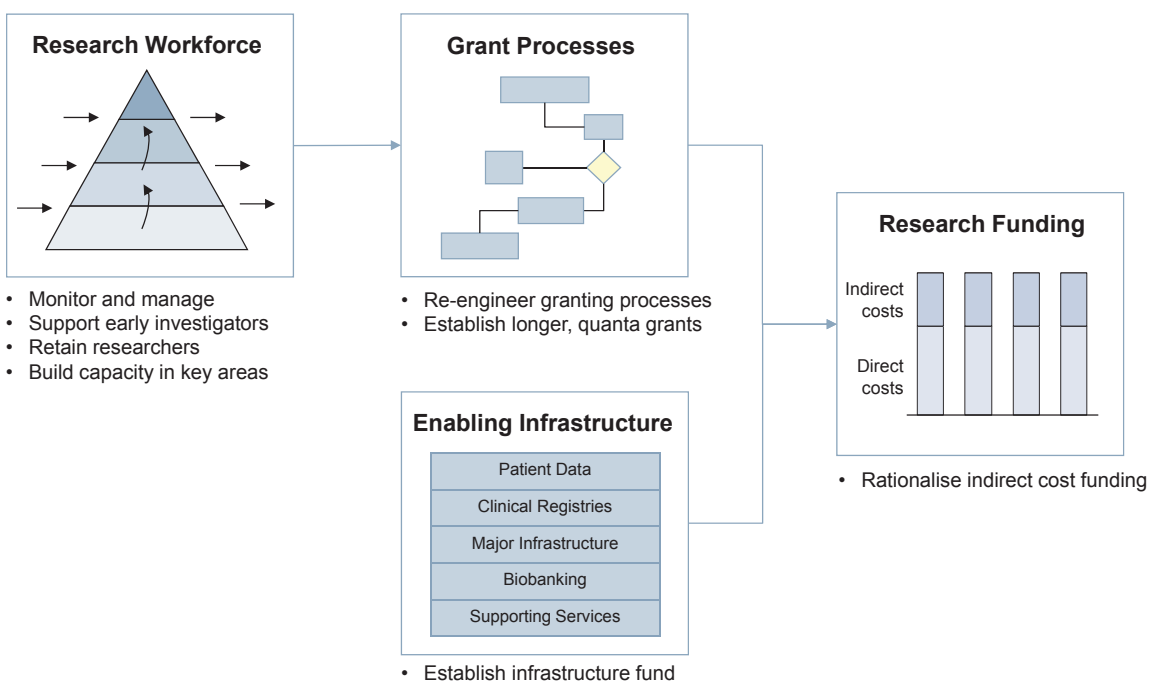 Research Workforce
• Monitor and manage
• Support early investigators
• Retain researchers
• Build capacity in key areas
Grant Processes
• Re-engineer granting processes
• Establish longer, quanta grants
Enabling Infrastructure
Patient Data
Clinical Registries
Major Infrastructure
Biobanking
Supporting Services
• Establish infrastructure fund
Research Funding
Indirect
costs
Direct
costs
• Rationalise indirect cost funding